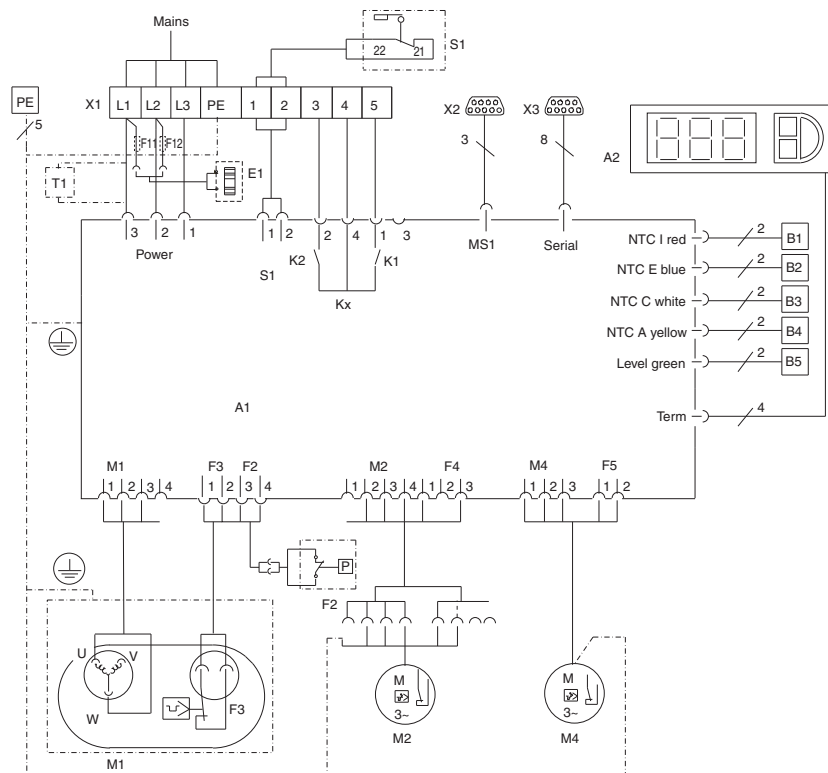 Mains
22 21 S1
PE
5
X1 L1 L2 L3 PE 1 2 3 4 5
X2 X3
F11 F12
3 8
A2
T1
E1
3 2 1
1 2
2 4 1 3
Power
S1
K2 K1
Kx
MS1 Serial
NTC I red 2 B1
NTC E blue 2 B2
NTC C white 2 B3
NTC A yellow 2 B4
Level green 2 B5
Term 4
A1
M1 F3 F2 M2 F4 M4 F5
1 2 3 4 1 2 3 4 1 2 3 4 1 2 3 1 2 3 1 2
P
F2
U V
W
F3
M
3~
M
3~
M2 M4
M1